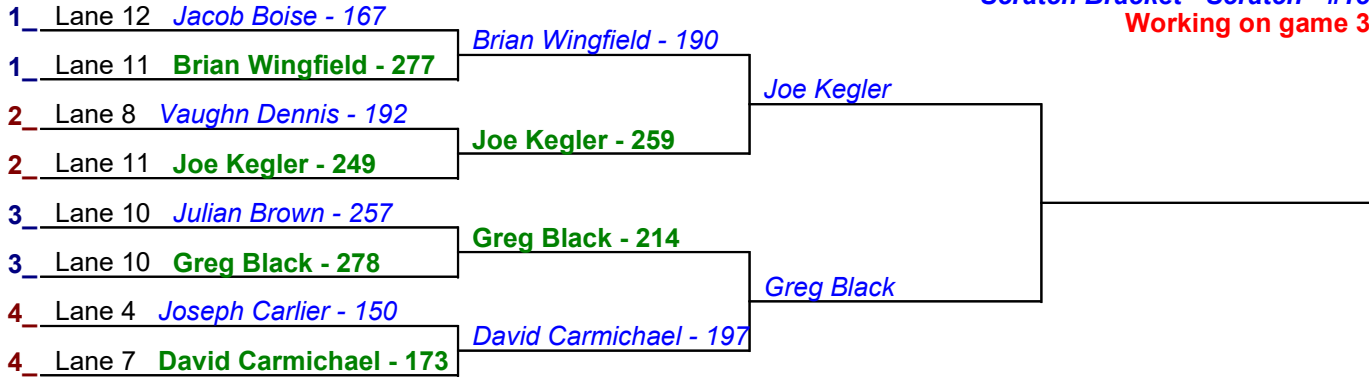 1_ Lane 12 Jacob Boise - 167
1_ Lane 11 Brian Wingfield - 277
2_ Lane 8 Vaughn Dennis - 192
2_ Lane 11 Joe Kegler - 249
3_ Lane 10 Julian Brown - 257
3_ Lane 10 Greg Black - 278
4_ Lane 4 Joseph Carlier - 150
4_ Lane 7 David Carmichael - 173
Brian Wingfield - 190
Joe Kegler - 259
Greg Black - 214
David Carmichael - 197
Joe Kegler
Greg Black
Scratch Bracket - Scratch -
Working on game 3